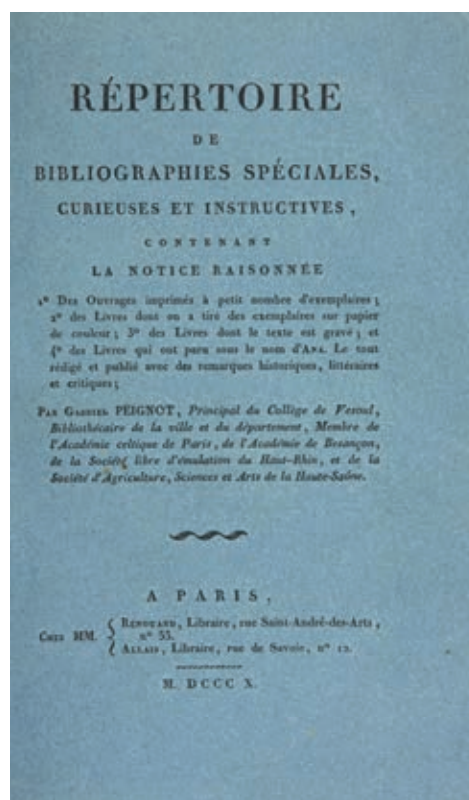 RÉPERTOIRE
DE
BIBLIOGRAPHIES SPÉCIALES,
CURIEUSES ET INSTRUCTIVES,
CONTENANT
LA NOTICE RAISONNÉE
1° Des Ouvrages imprimés à petit nombre d'exemplaires ;
2° des Livres dont on a tiré des exemplaires sur papier
de couleur ; 3° des Livres dont le texte est gravé ; et
4° des Livres qui ont paru sous le nom d'ANA. Le tout
rédigé et publié avec des remarques historiques, littéraires
et critiques ;
PAR GABRIEL PEIGNOT, Principal du Collège de Vesoul,
Bibliothécaire de la ville et du département, Membre de
l'Académie celtique de Paris, de l'Académie de Besançon,
de la Société libre d'émulation du Haut-Rhin, et de la
Société d'Agriculture, Sciences et Arts de la Haute-Saône.
A PARIS,
CHEZ MM. { RENOUARD, Libraire, rue Saint-André-des-Arts,
n° 55.
ALLAIS, Libraire, rue de Savoie, n° 12.
M. DCCC X.